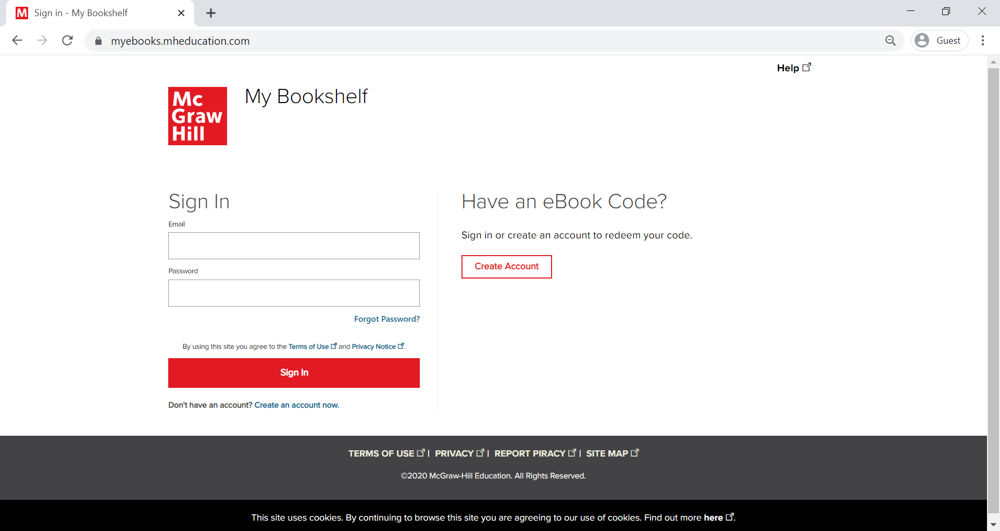 M Sign in - My Bookshelf
myebooks.mheducation.com
Guest
Help
Mc
Graw
Hill
My Bookshelf
Sign In
Email
Password
Forgot Password?
By using this site you agree to the Terms of Use and Privacy Notice .
Sign In
Don't have an account? Create an account now.
Have an eBook Code?
Sign in or create an account to redeem your code.
Create Account
TERMS OF USE | PRIVACY | REPORT PIRACY | SITE MAP
©2020 McGraw-Hill Education. All Rights Reserved.
This site uses cookies. By continuing to browse this site you are agreeing to our use of cookies. Find out more here .